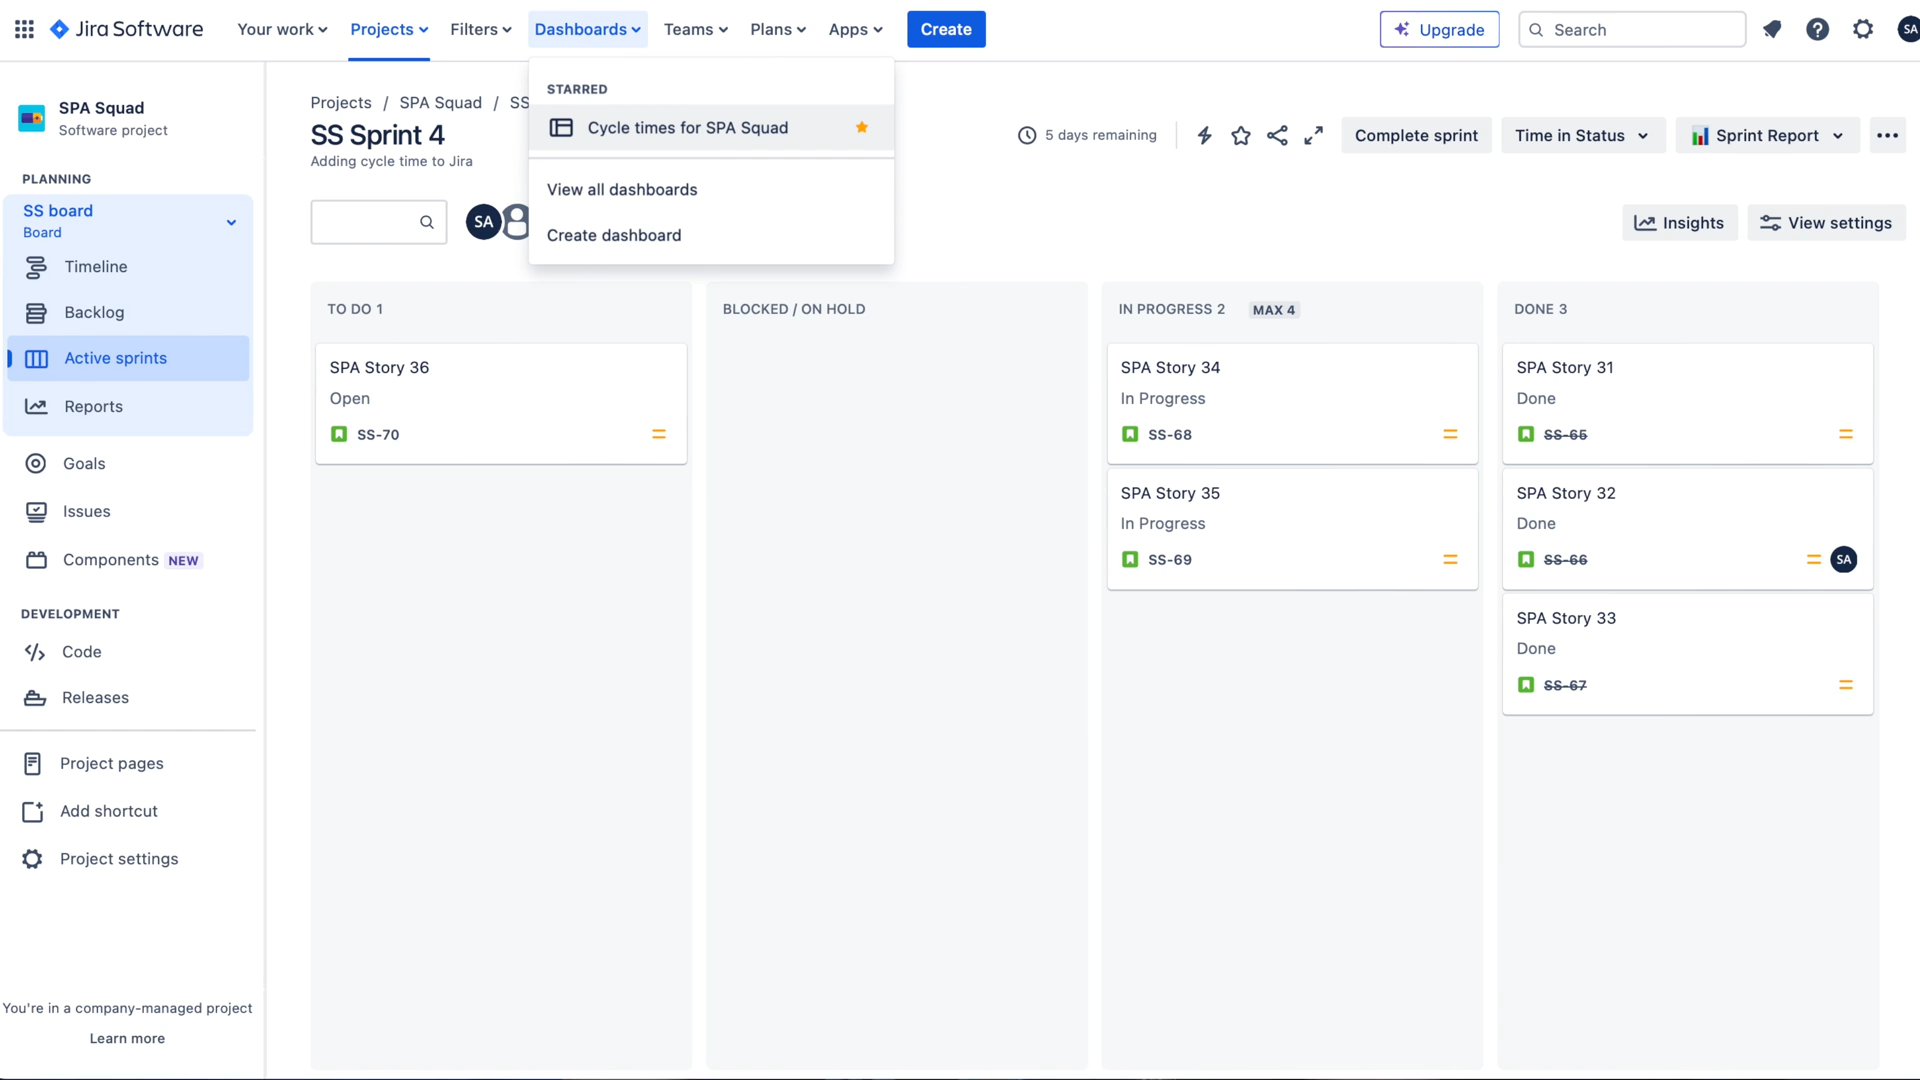 Jira Software
Your work
Projects
Filters
Dashboards
Teams
Plans
Apps
Create
Upgrade
Search
SA
SPA Squad
Software project
PLANNING
SS board
Board
Timeline
Backlog
Active sprints
Reports
Goals
Issues
Components NEW
DEVELOPMENT
Code
Releases
Project pages
Add shortcut
Project settings
You're in a company-managed project
Learn more
Projects / SPA Squad / SS
SS Sprint 4
Adding cycle time to Jira
SA
STARRED
Cycle times for SPA Squad
View all dashboards
Create dashboard
5 days remaining
Complete sprint
Time in Status
Sprint Report
Insights
View settings
TO DO 1
SPA Story 36
Open
SS-70
BLOCKED / ON HOLD
IN PROGRESS 2 MAX 4
SPA Story 34
In Progress
SS-68
SPA Story 35
In Progress
SS-69
DONE 3
SPA Story 31
Done
SS-65
SPA Story 32
Done
SS-66
SA
SPA Story 33
Done
SS-67